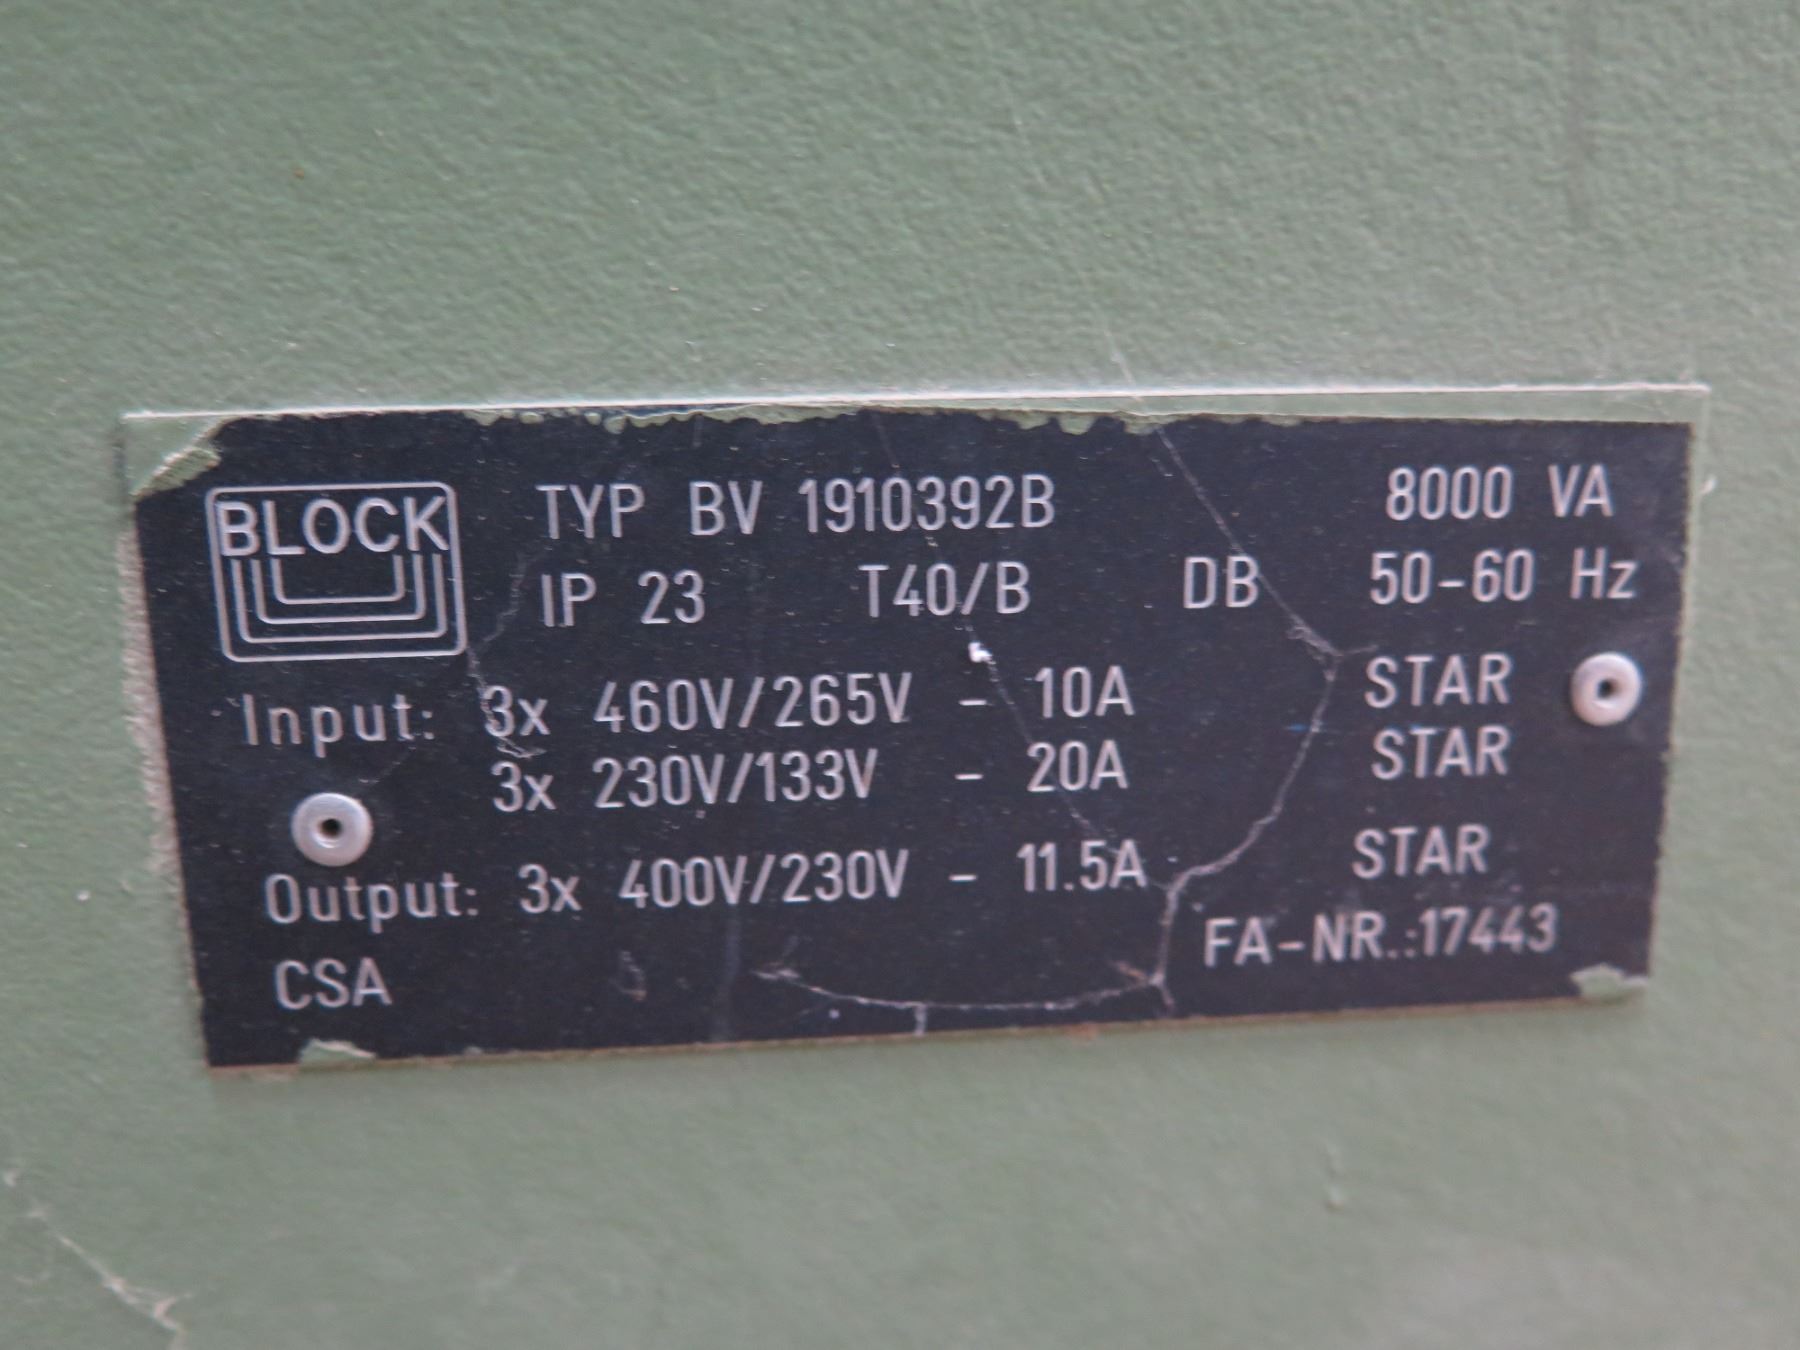 BLOCK
TYP BV 1910392B 8000 VA
IP 23 T40/B DB 50-60 Hz
Input: 3x 460V/265V - 10A STAR
3x 230V/133V - 20A STAR
Output: 3x 400V/230V - 11.5A STAR
CSA FA-NR.:17443